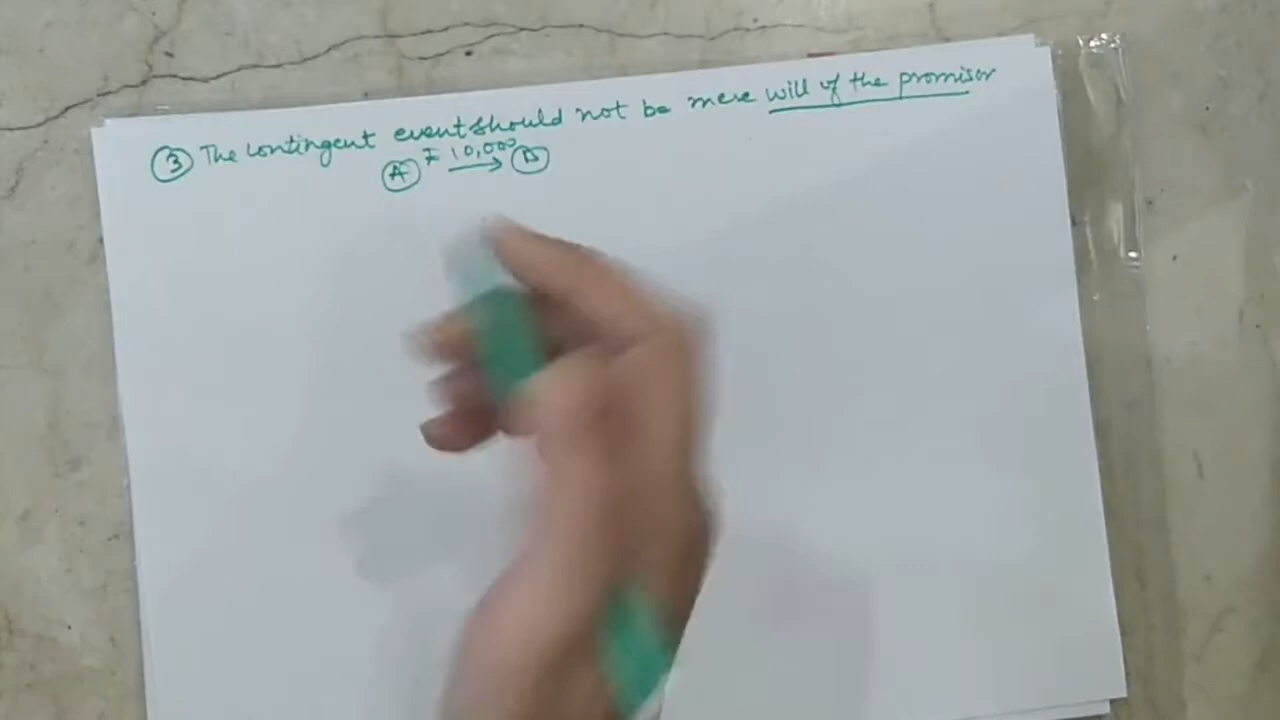 ③ The contingent event should not be mere will of the promisor
Ⓐ ₹ 10,000 → Ⓑ